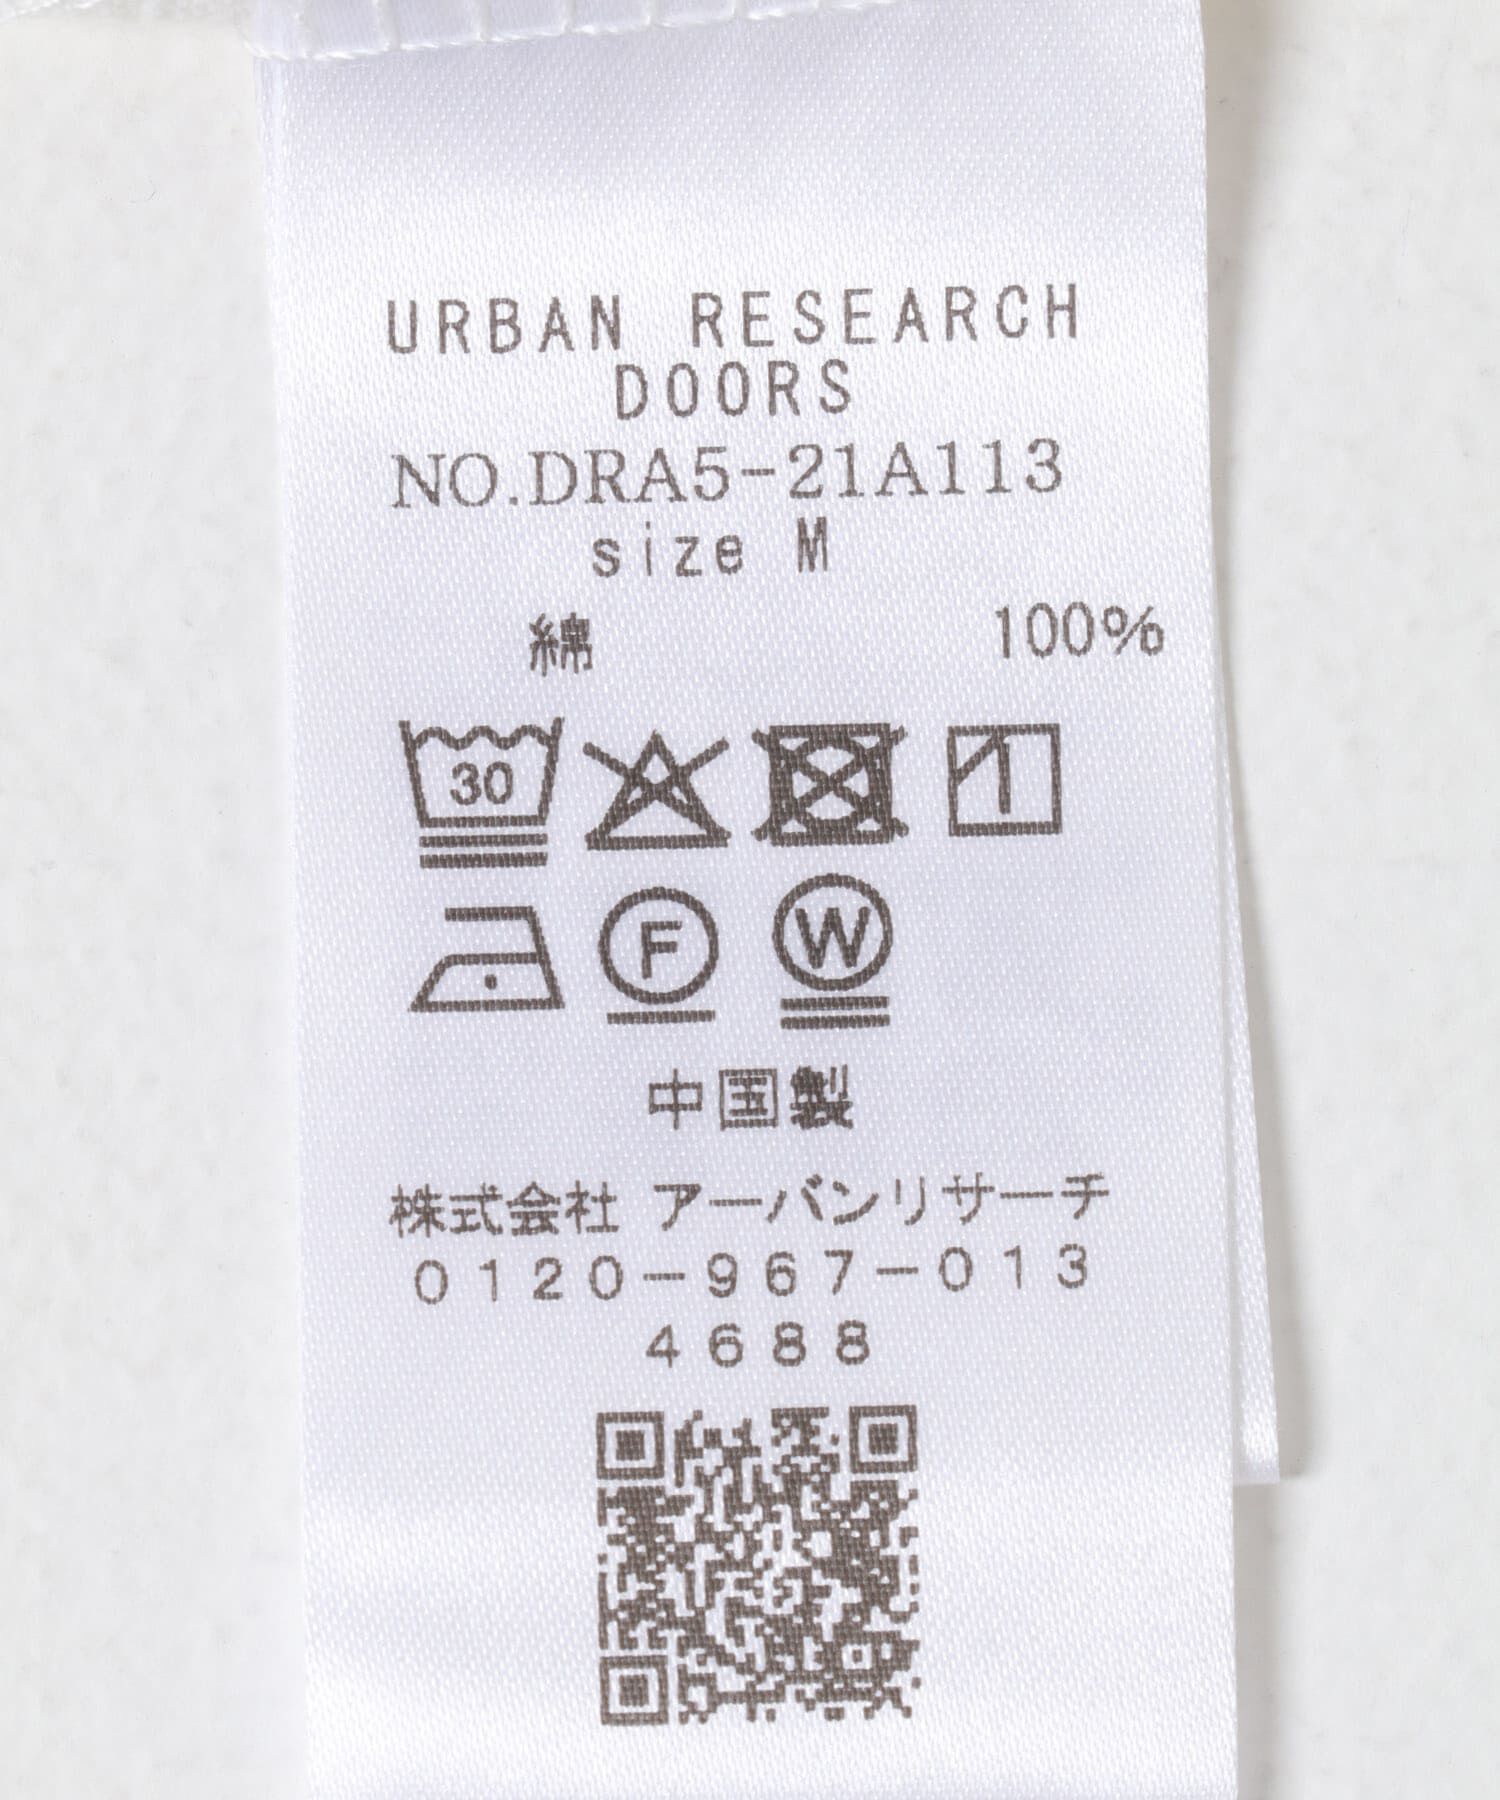 URBAN RESEARCH
DOORS
NO.DRA5-21A113
size M
綿 100%
30
F W
中国製
株式会社 アーバンリサーチ
0120-967-013
4688